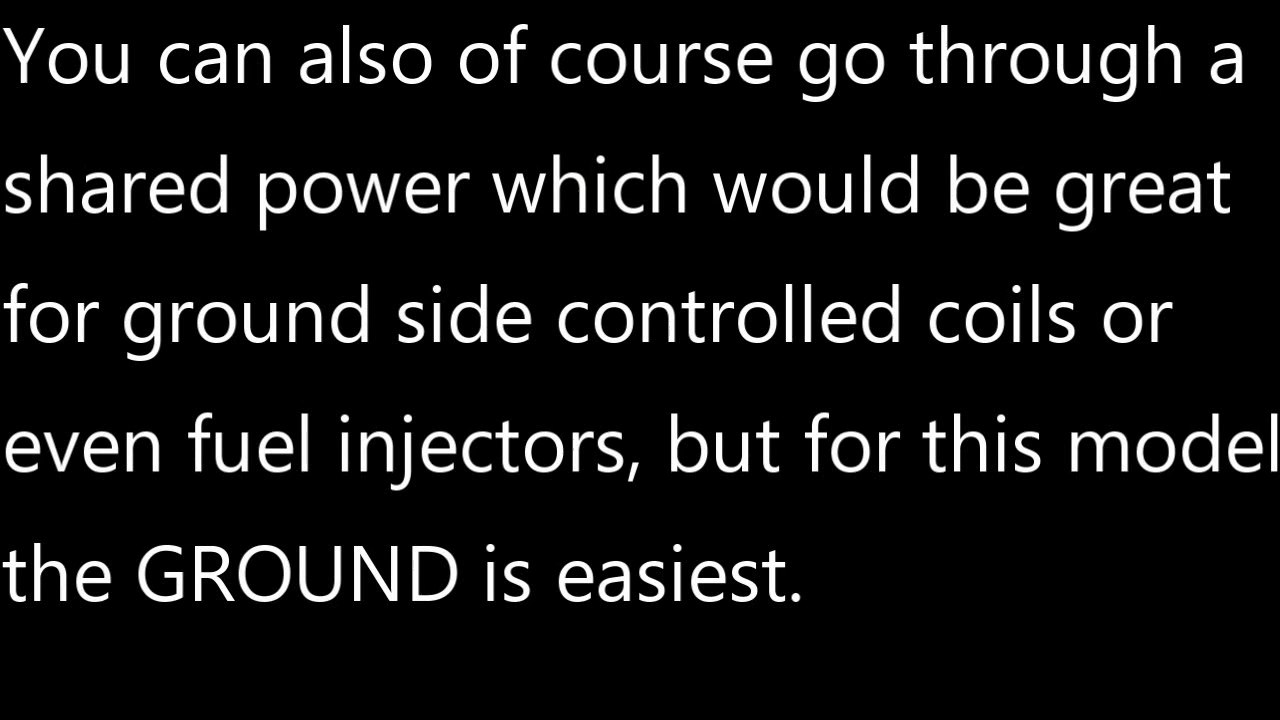 You can also of course go through a
shared power which would be great
for ground side controlled coils or
even fuel injectors, but for this model
the GROUND is easiest.